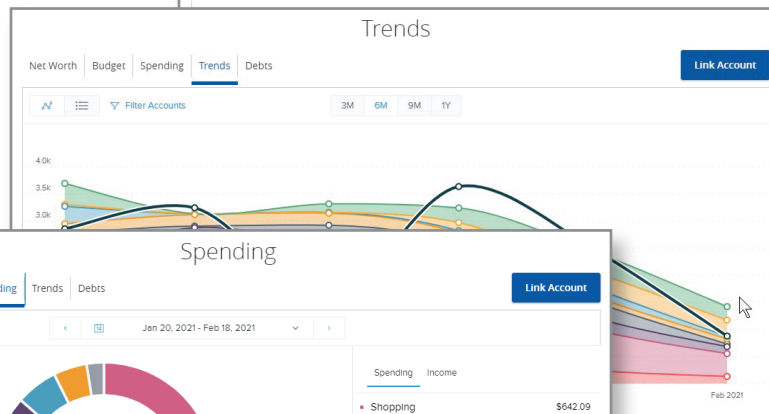 Trends
Net Worth Budget Spending Trends Debts Link Account
Filter Accounts 3M 6M 9M 1Y
4.0k
3.5k
3.0k
Feb 2021
Spending
ding Trends Debts Link Account
Jan 20, 2021 - Feb 18, 2021
Spending Income
Shopping $642.09